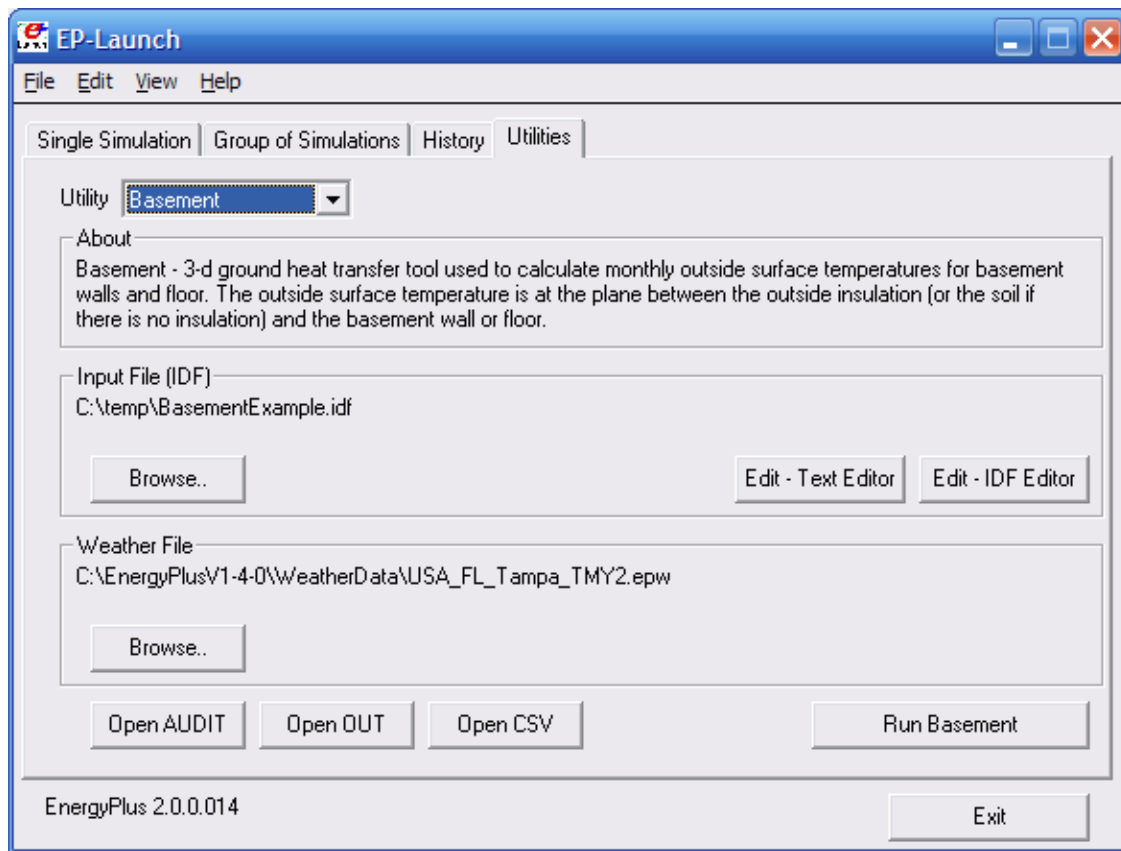 EP-Launch
File Edit View Help
Single Simulation Group of Simulations History Utilities
Utility Basement
About
Basement - 3-d ground heat transfer tool used to calculate monthly outside surface temperatures for basement
walls and floor. The outside surface temperature is at the plane between the outside insulation (or the soil if
there is no insulation) and the basement wall or floor.
Input File (IDF)
C:\temp\BasementExample.idf
Browse.. Edit - Text Editor Edit - IDF Editor
Weather File
C:\EnergyPlusV1-4-0\WeatherData\USA_FL_Tampa_TMY2.epw
Browse..
Open AUDIT Open OUT Open CSV Run Basement
EnergyPlus 2.0.0.014 Exit